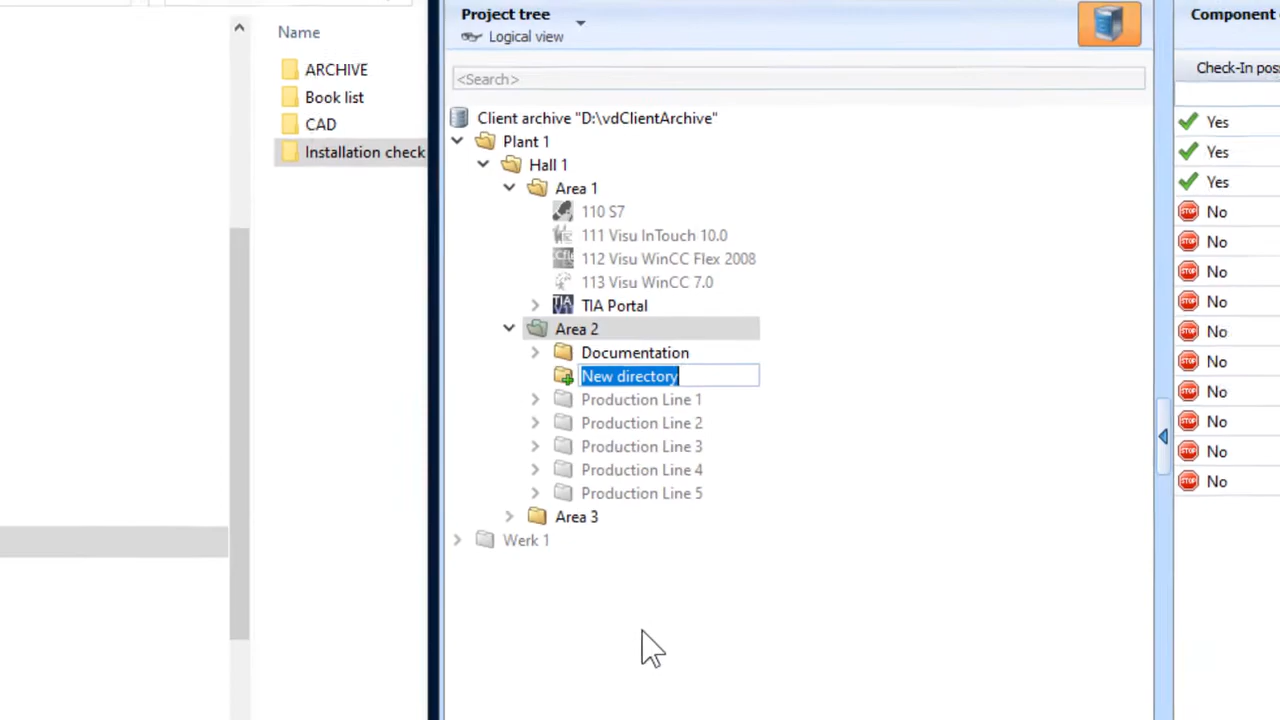 Name
ARCHIVE
Book list
CAD
Installation check
Project tree
Logical view
<Search>
Client archive "D:\vdClientArchive"
Plant 1
Hall 1
Area 1
110 S7
111 Visu InTouch 10.0
112 Visu WinCC Flex 2008
113 Visu WinCC 7.0
TIA Portal
Area 2
Documentation
New directory
Production Line 1
Production Line 2
Production Line 3
Production Line 4
Production Line 5
Area 3
Werk 1
Component
Check-In pos
Yes
Yes
Yes
No
No
No
No
No
No
No
No
No
No